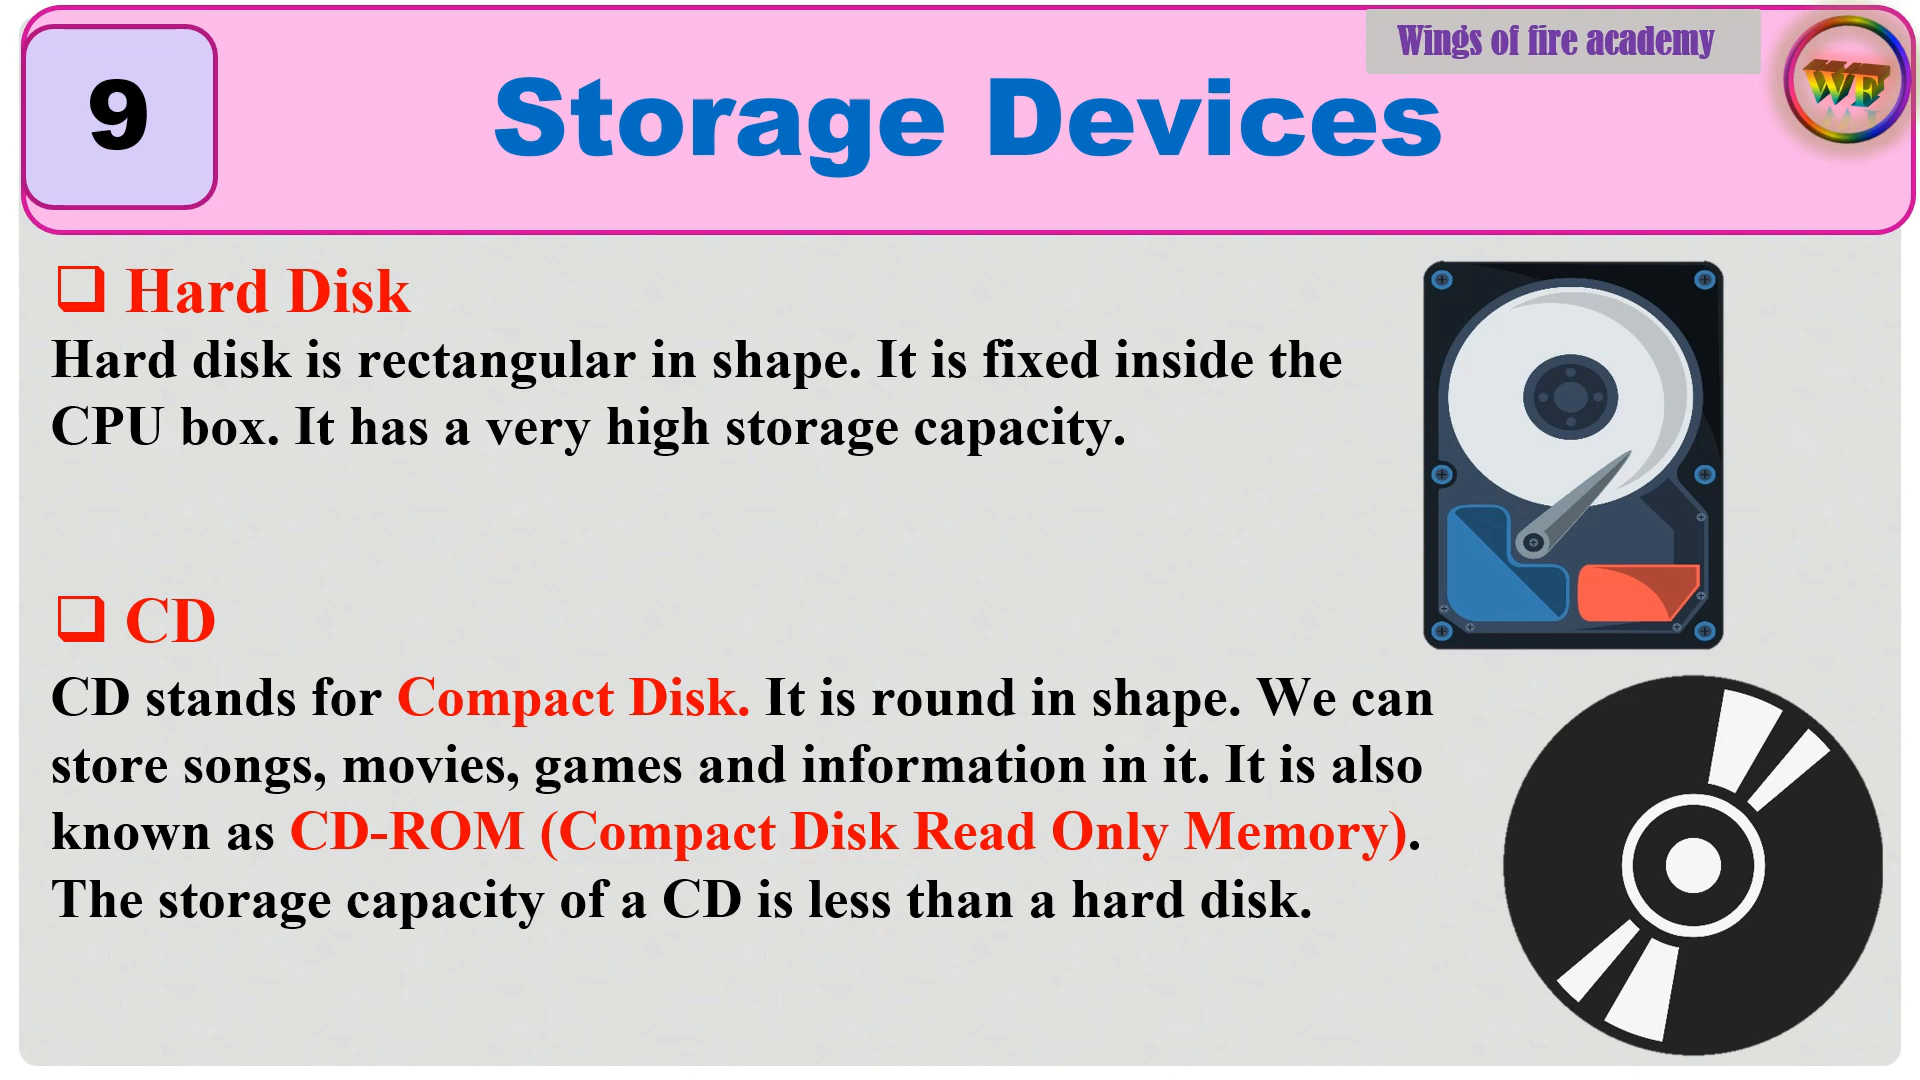 Wings of fire academy
WF
9
Storage Devices
Hard Disk
Hard disk is rectangular in shape. It is fixed inside the
CPU box. It has a very high storage capacity.
CD
CD stands for Compact Disk. It is round in shape. We can
store songs, movies, games and information in it. It is also
known as CD-ROM (Compact Disk Read Only Memory).
The storage capacity of a CD is less than a hard disk.